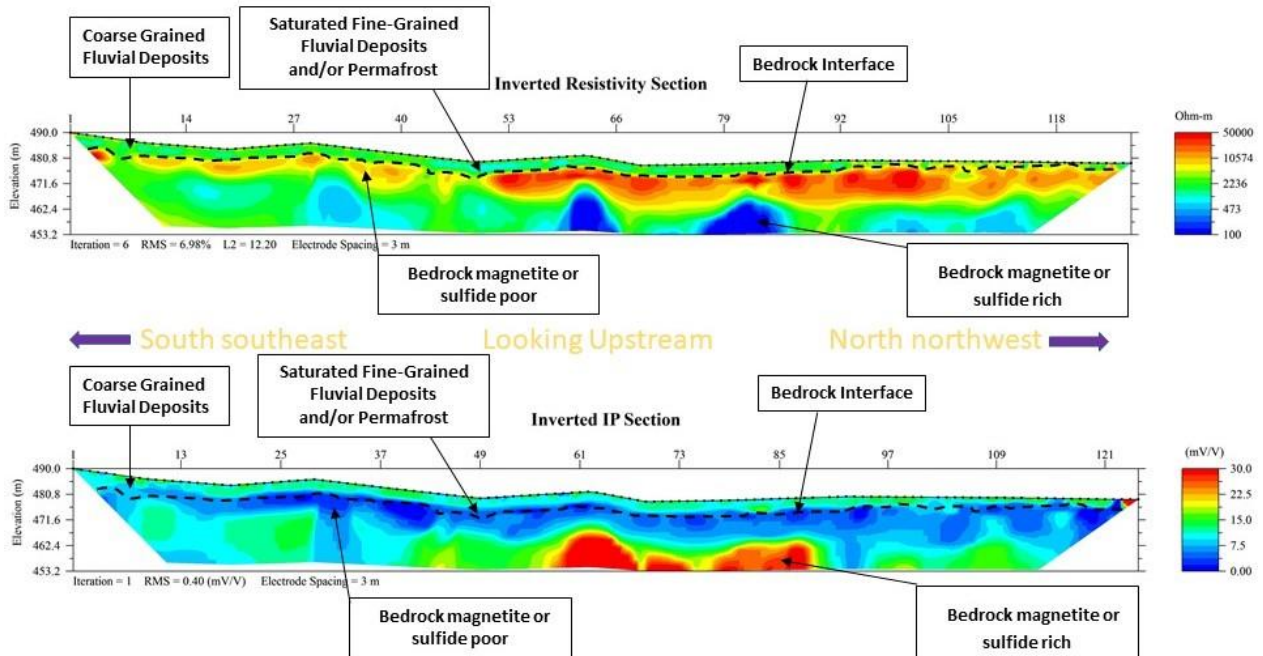 Coarse Grained
Fluvial Deposits
Saturated Fine-Grained
Fluvial Deposits
and/or Permafrost
Bedrock Interface
Inverted Resistivity Section
1 14 27 40 53 66 79 92 105 118
Ohm-m
Elevation (m)
490.0
480.8
471.6
462.4
453.2
50000
10574
2236
473
100
Iteration = 6 RMS = 6.98% L2 = 12.20 Electrode Spacing = 3 m
Bedrock magnetite or
sulfide poor
Bedrock magnetite or
sulfide rich
South southeast Looking Upstream North northwest
Coarse Grained
Fluvial Deposits
Saturated Fine-Grained
Fluvial Deposits
and/or Permafrost
Bedrock Interface
Inverted IP Section
1 13 25 37 49 61 73 85 97 109 121
(mV/V)
Elevation (m)
490.0
480.8
471.6
462.4
453.2
30.0
22.5
15.0
7.5
0.00
Iteration = 1 RMS = 0.40 (mV/V) Electrode Spacing = 3 m
Bedrock magnetite or
sulfide poor
Bedrock magnetite or
sulfide rich